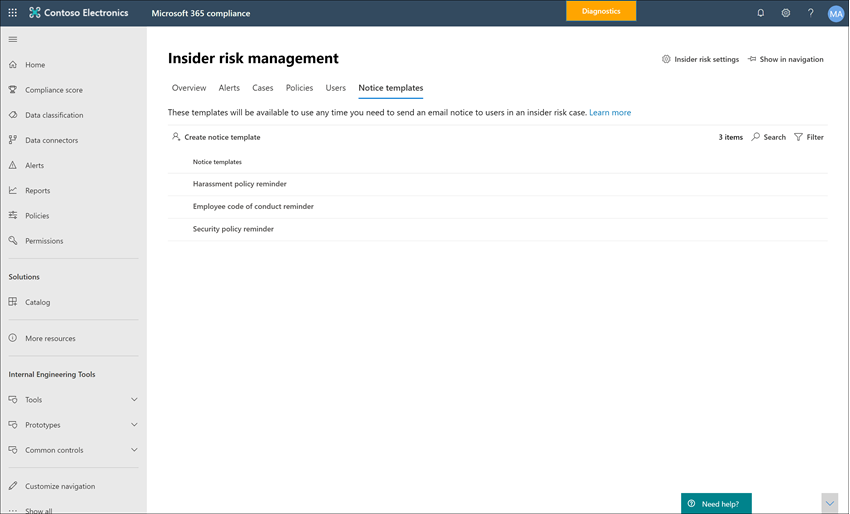 Contoso Electronics
Microsoft 365 compliance
Diagnostics
?
MA
Home
Compliance score
Data classification
Data connectors
Alerts
Reports
Policies
Permissions
Solutions
Catalog
More resources
Internal Engineering Tools
Tools
Prototypes
Common controls
Customize navigation
Show all
Insider risk management
Insider risk settings
Show in navigation
Overview Alerts Cases Policies Users Notice templates
These templates will be available to use any time you need to send an email notice to users in an insider risk case. Learn more
Create notice template
3 items Search Filter
Notice templates
Harassment policy reminder
Employee code of conduct reminder
Security policy reminder
Need help?